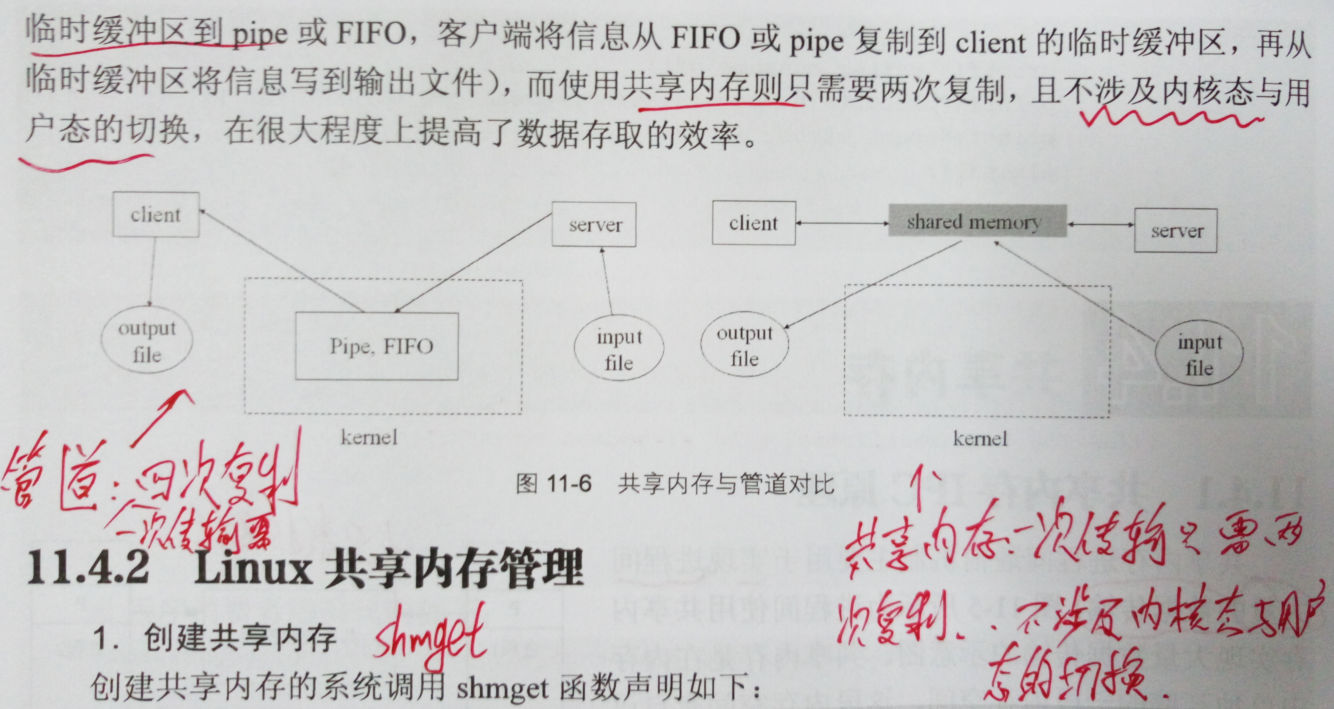 临时缓冲区到 pipe 或 FIFO，客户端将信息从 FIFO 或 pipe 复制到 client 的临时缓冲区，再从
临时缓冲区将信息写到输出文件），而使用共享内存则只需要两次复制，且不涉及内核态与用
户态的切换，在很大程度上提高了数据存取的效率。
client
server
output
file
Pipe, FIFO
input
file
kernel
client
shared memory
server
output
file
input
file
kernel
图 11-6 共享内存与管道对比
管道：四次复制
一次传输要
共享内存一次传输只需两
次复制、不涉及内核态与用户
态的切换.
11.4.2 Linux 共享内存管理
1．创建共享内存 shmget
创建共享内存的系统调用 shmget 函数声明如下：